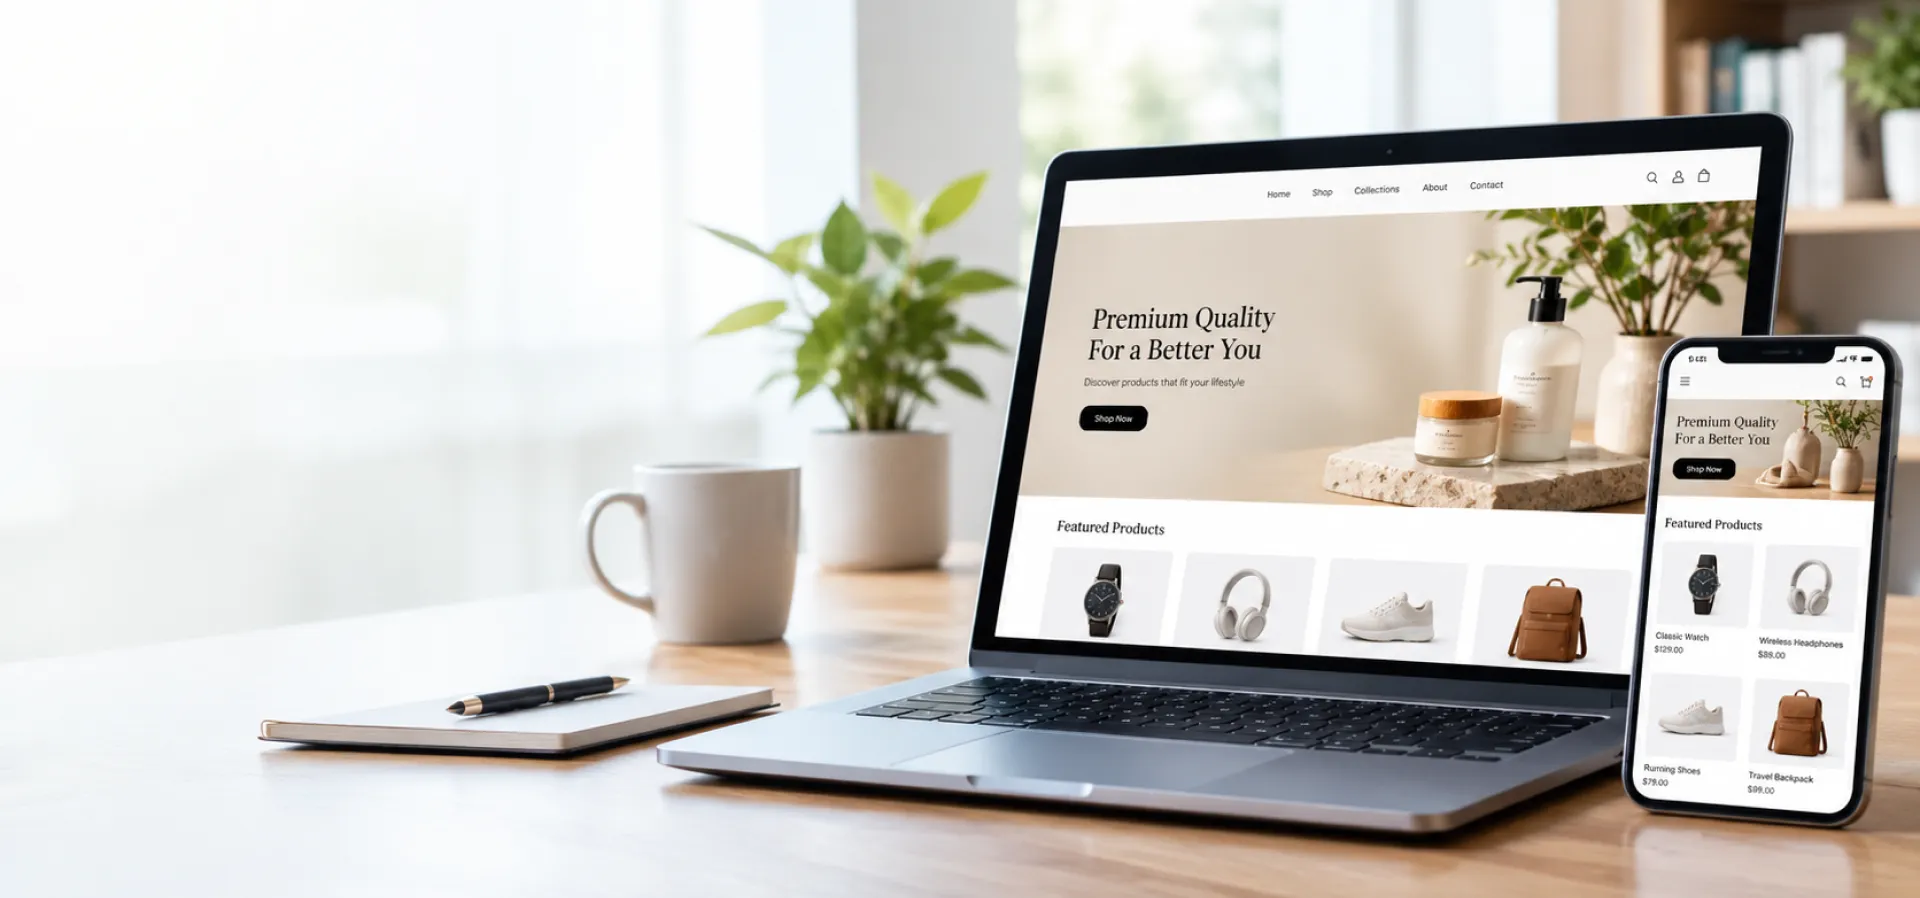 Home Shop Collections About Contact
Premium Quality
For a Better You
Discover products that fit your lifestyle
Shop Now
Featured Products
Premium Quality
For a Better You
Shop Now
Featured Products
Classic Watch
$129.00
Wireless Headphones
$89.00
Running Shoes
$79.00
Travel Backpack
$99.00